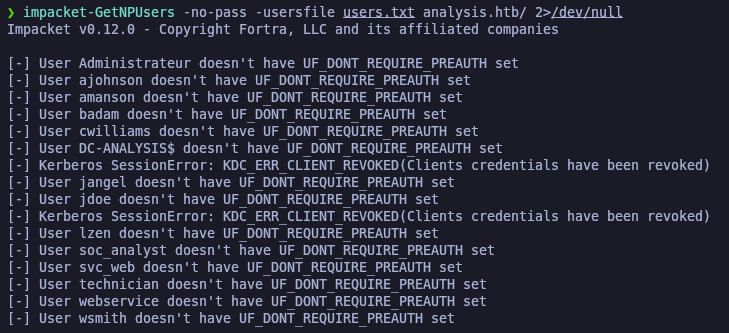 ❯ impacket-GetNPUsers -no-pass -usersfile users.txt analysis.htb/ 2>/dev/null
Impacket v0.12.0 - Copyright Fortra, LLC and its affiliated companies
[-] User Administrateur doesn't have UF_DONT_REQUIRE_PREAUTH set
[-] User ajohnson doesn't have UF_DONT_REQUIRE_PREAUTH set
[-] User amanson doesn't have UF_DONT_REQUIRE_PREAUTH set
[-] User badam doesn't have UF_DONT_REQUIRE_PREAUTH set
[-] User cwilliams doesn't have UF_DONT_REQUIRE_PREAUTH set
[-] User DC-ANALYSIS$ doesn't have UF_DONT_REQUIRE_PREAUTH set
[-] Kerberos SessionError: KDC_ERR_CLIENT_REVOKED(Clients credentials have been revoked)
[-] User jangel doesn't have UF_DONT_REQUIRE_PREAUTH set
[-] User jdoe doesn't have UF_DONT_REQUIRE_PREAUTH set
[-] Kerberos SessionError: KDC_ERR_CLIENT_REVOKED(Clients credentials have been revoked)
[-] User lzen doesn't have UF_DONT_REQUIRE_PREAUTH set
[-] User soc_analyst doesn't have UF_DONT_REQUIRE_PREAUTH set
[-] User svc_web doesn't have UF_DONT_REQUIRE_PREAUTH set
[-] User technician doesn't have UF_DONT_REQUIRE_PREAUTH set
[-] User webservice doesn't have UF_DONT_REQUIRE_PREAUTH set
[-] User wsmith doesn't have UF_DONT_REQUIRE_PREAUTH set